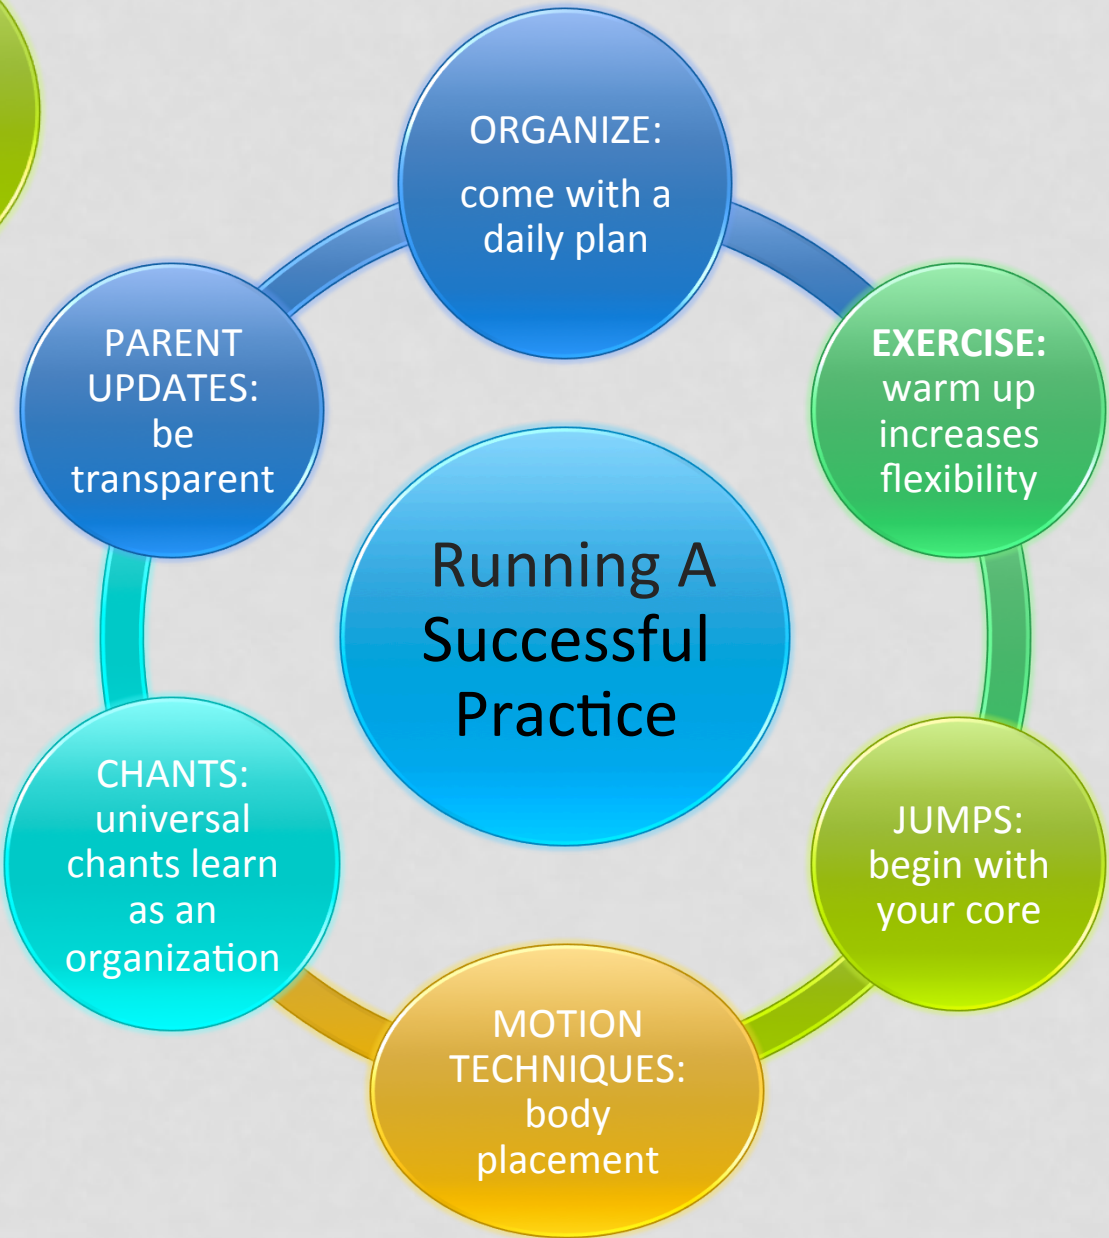 ORGANIZE:
come with a
daily plan
EXERCISE:
warm up
increases
flexibility
JUMPS:
begin with
your core
MOTION
TECHNIQUES:
body
placement
CHANTS:
universal
chants learn
as an
organization
PARENT
UPDATES:
be
transparent
Running A
Successful
Practice